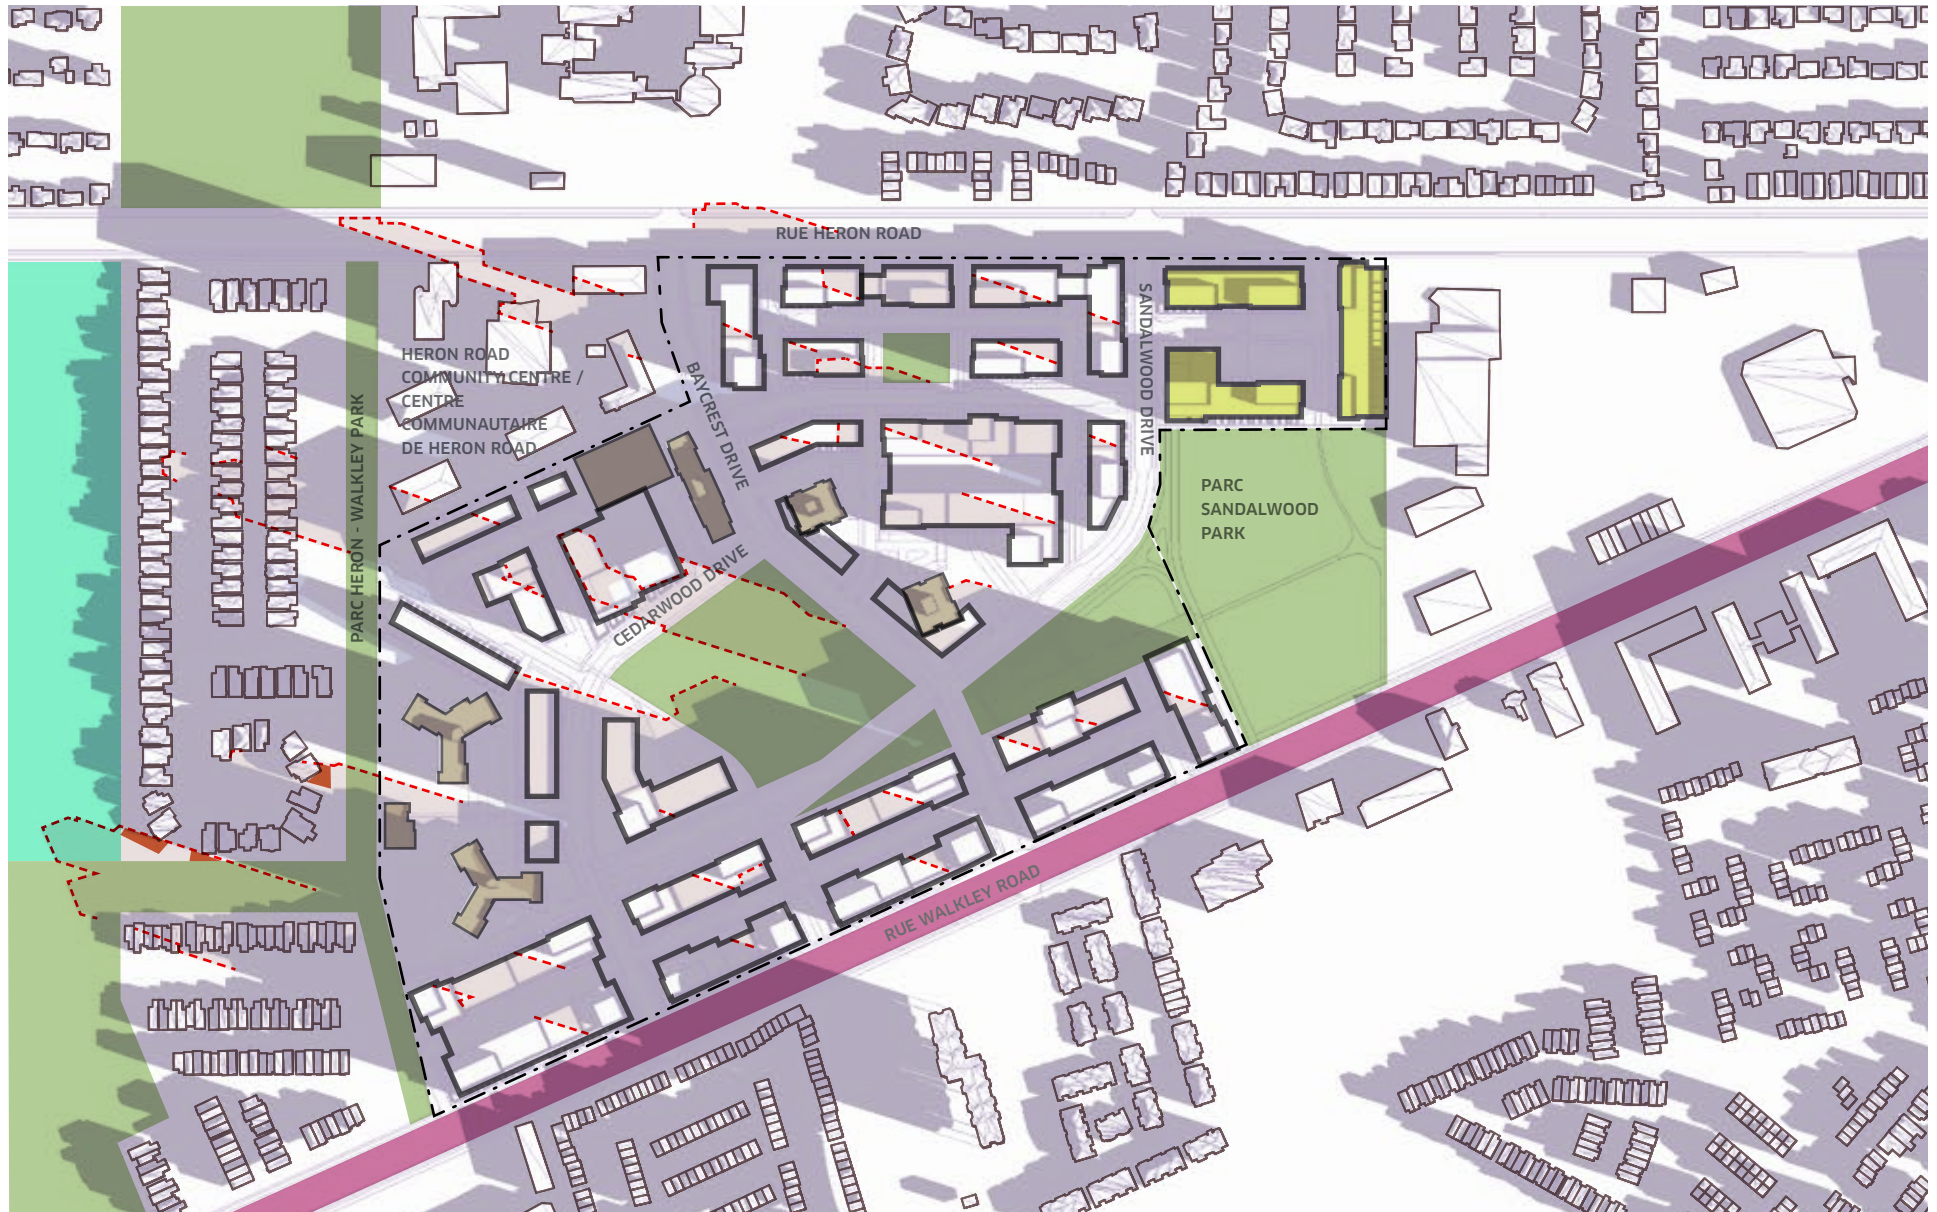 RUE HERON ROAD
SANDALWOOD DRIVE
HERON ROAD
COMMUNITY CENTRE /
CENTRE
COMMUNAUTAIRE
DE HERON ROAD
BAYCREST DRIVE
PARC HERON - WALKLEY PARK
PARC
SANDALWOOD
PARK
CEDARWOOD DRIVE
RUE WALKLEY ROAD